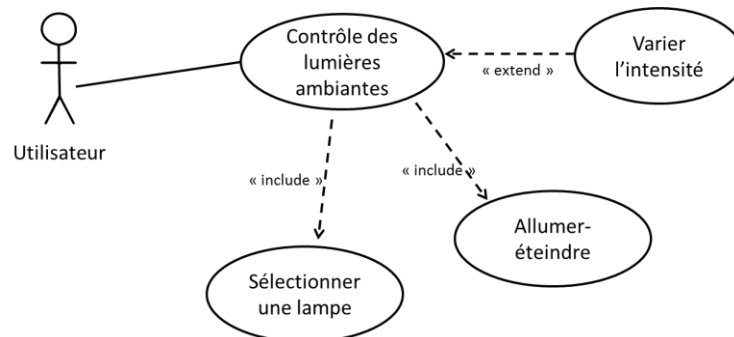 Contrôle des
lumières
ambiantes
Varier
l’intensité
« extend »
Utilisateur
« include »
« include »
Allumer-
éteindre
Sélectionner
une lampe